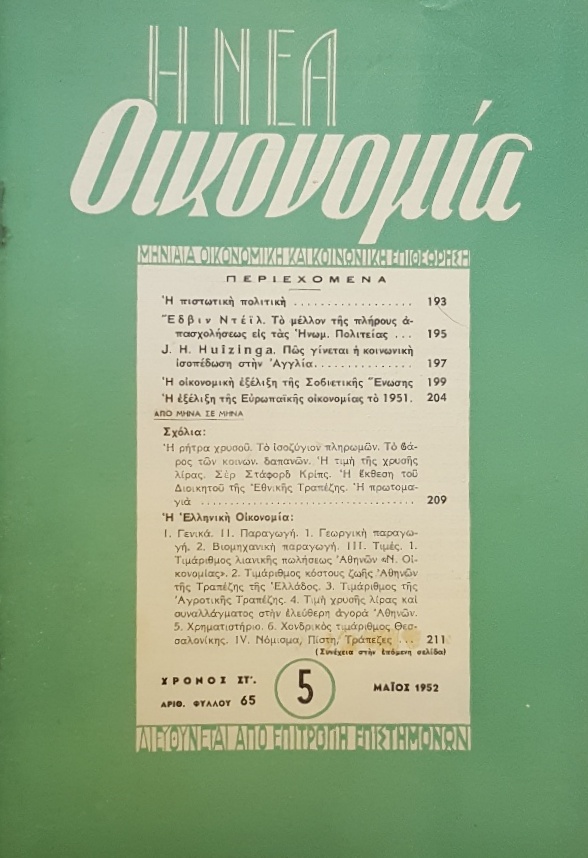 Η ΝΕΑ
Οικονομία
ΜΗΝΙΑΙΑ ΟΙΚΟΝΟΜΙΚΗ ΚΑΙ ΚΟΙΝΩΝΙΚΗ ΕΠΙΘΕΩΡΗΣΗ
ΠΕΡΙΕΧΟΜΕΝΑ
Ἡ πιστωτικὴ πολιτικὴ .................. 193
Ἔδβιν Ντέϊλ. Τὸ μέλλον τῆς πλήρους ἀ-
πασχολήσεως εἰς τὰς Ἡνωμ. Πολιτείας ... 195
J. H. Huizinga. Πῶς γίνεται ἡ κοινωνικὴ
ἰσοπέδωση στὴν Ἀγγλία............... 197
Ἡ οἰκονομικὴ ἐξέλιξη τῆς Σοβιετικῆς Ἕνωσης 199
Ἡ ἐξέλιξη τῆς Εὐρωπαϊκῆς οἰκονομίας τὸ 1951. 204
ΑΠΟ ΜΗΝΑ ΣΕ ΜΗΝΑ
Σχόλια:
Ἡ ρήτρα χρυσοῦ. Τὸ ἰσοζύγιον πληρωμῶν. Τὸ βά-
ρος τῶν κοινων. δαπανῶν. Ἡ τιμὴ τῆς χρυσῆς
λίρας. Σὲρ Στάφορδ Κρίπς. Ἡ ἔκθεση τοῦ
Διοικητοῦ τῆς Ἐθνικῆς Τραπέζης. Ἡ πρωτομα-
γιὰ ................................ 209
Ἡ Ἑλληνικὴ Οἰκονομία:
I. Γενικά. II. Παραγωγή. 1. Γεωργικὴ παραγω-
γή. 2. Βιομηχανικὴ παραγωγή. III. Τιμές. 1.
Τιμάριθμος λιανικῆς πωλήσεως Ἀθηνῶν «Ν. Οἰ-
κονομίας». 2. Τιμάριθμος κόστους ζωῆς Ἀθηνῶν
τῆς Τραπέζης τῆς Ἑλλάδος. 3. Τιμάριθμος τῆς
Ἀγροτικῆς Τραπέζης. 4. Τιμὴ χρυσῆς λίρας καὶ
συναλλάγματος στὴν ἐλεύθερη ἀγορὰ Ἀθηνῶν.
5. Χρηματιστήριο. 6. Χονδρικὸς τιμάριθμος Θεσ-
σαλονίκης. IV. Νόμισμα, Πίστη, Τράπεζες ... 211
(Συνέχεια στὴν ἑπόμενη σελίδα)
ΧΡΟΝΟΣ ΣΤ'.
ΑΡΙΘ. ΦΥΛΛΟΥ 65
5
ΜΑΪΟΣ 1952
ΔΙΕΥΘΥΝΕΤΑΙ ΑΠΟ ΕΠΙΤΡΟΠΗ ΕΠΙΣΤΗΜΟΝΩΝ